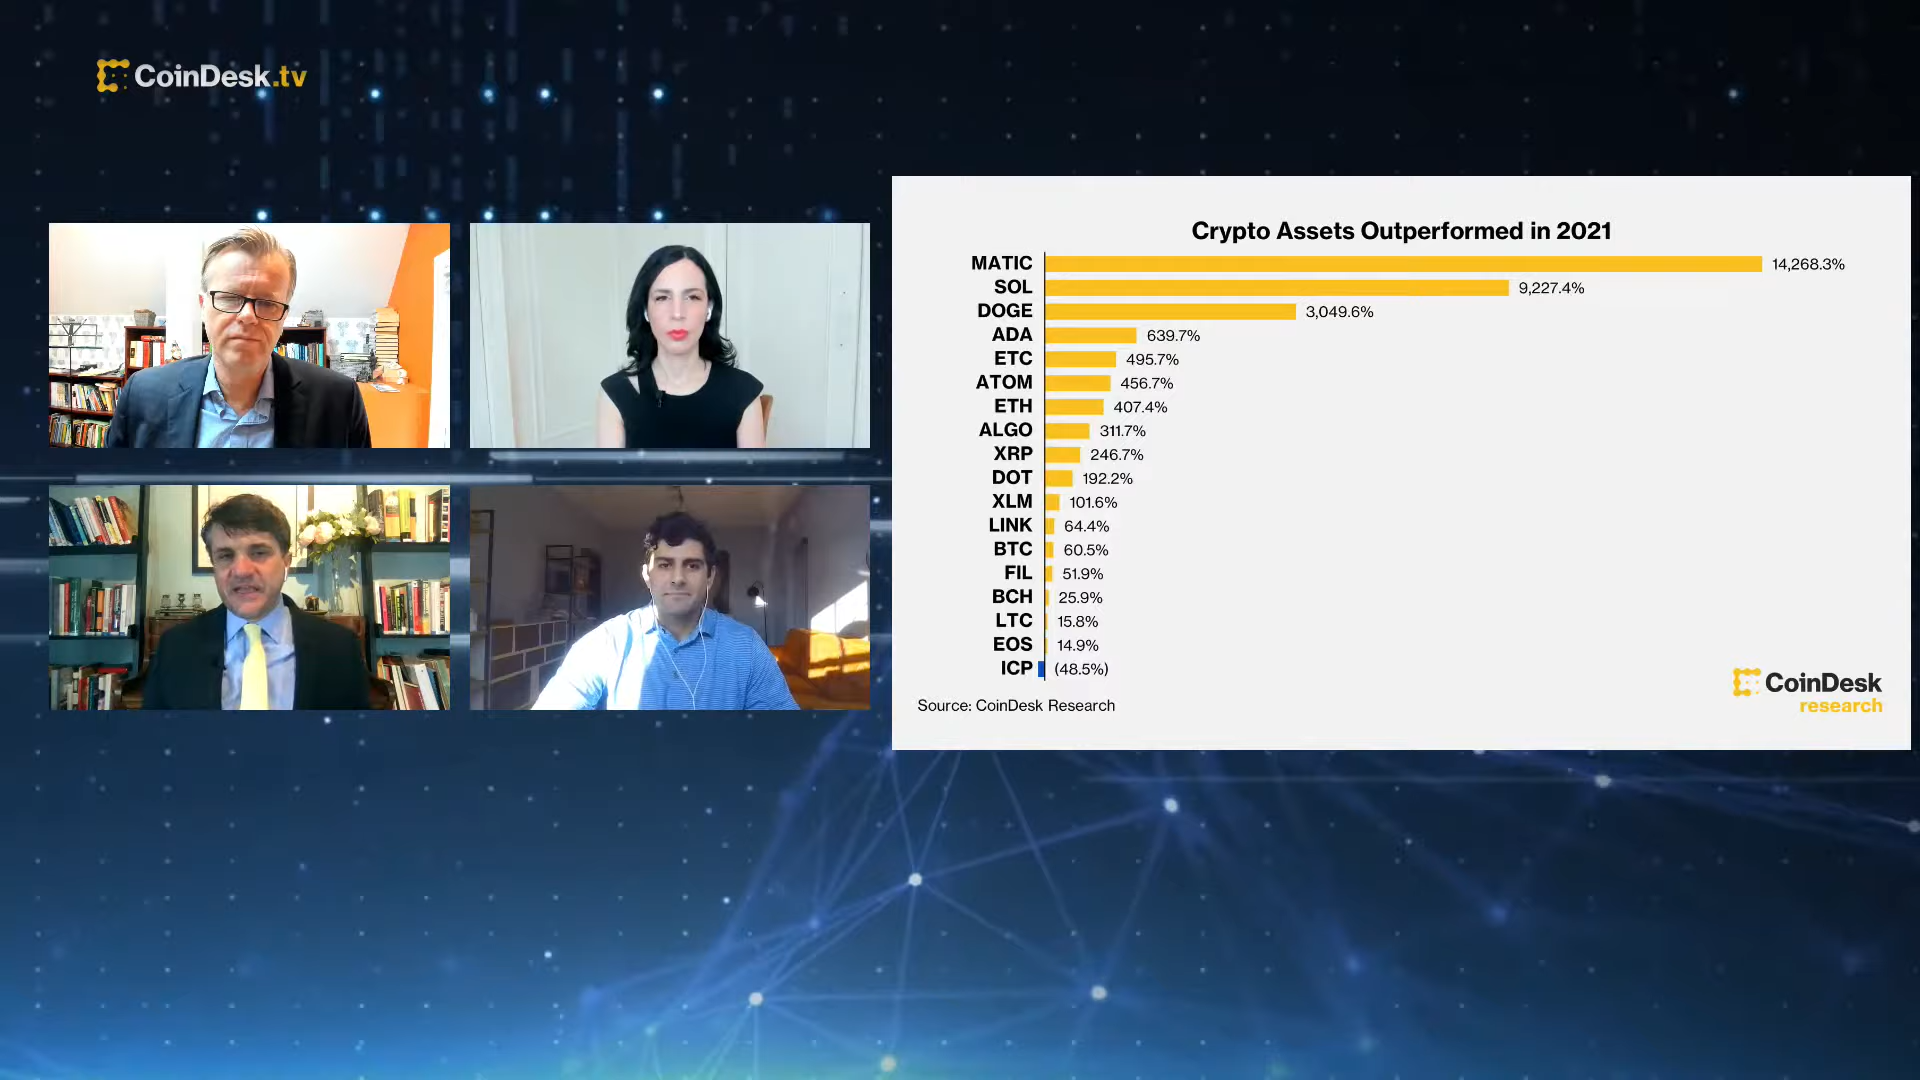 CoinDesk.tv
Crypto Assets Outperformed in 2021
MATIC 14,268.3%
SOL 9,227.4%
DOGE 3,049.6%
ADA 639.7%
ETC 495.7%
ATOM 456.7%
ETH 407.4%
ALGO 311.7%
XRP 246.7%
DOT 192.2%
XLM 101.6%
LINK 64.4%
BTC 60.5%
FIL 51.9%
BCH 25.9%
LTC 15.8%
EOS 14.9%
ICP (48.5%)
Source: CoinDesk Research
CoinDesk
research